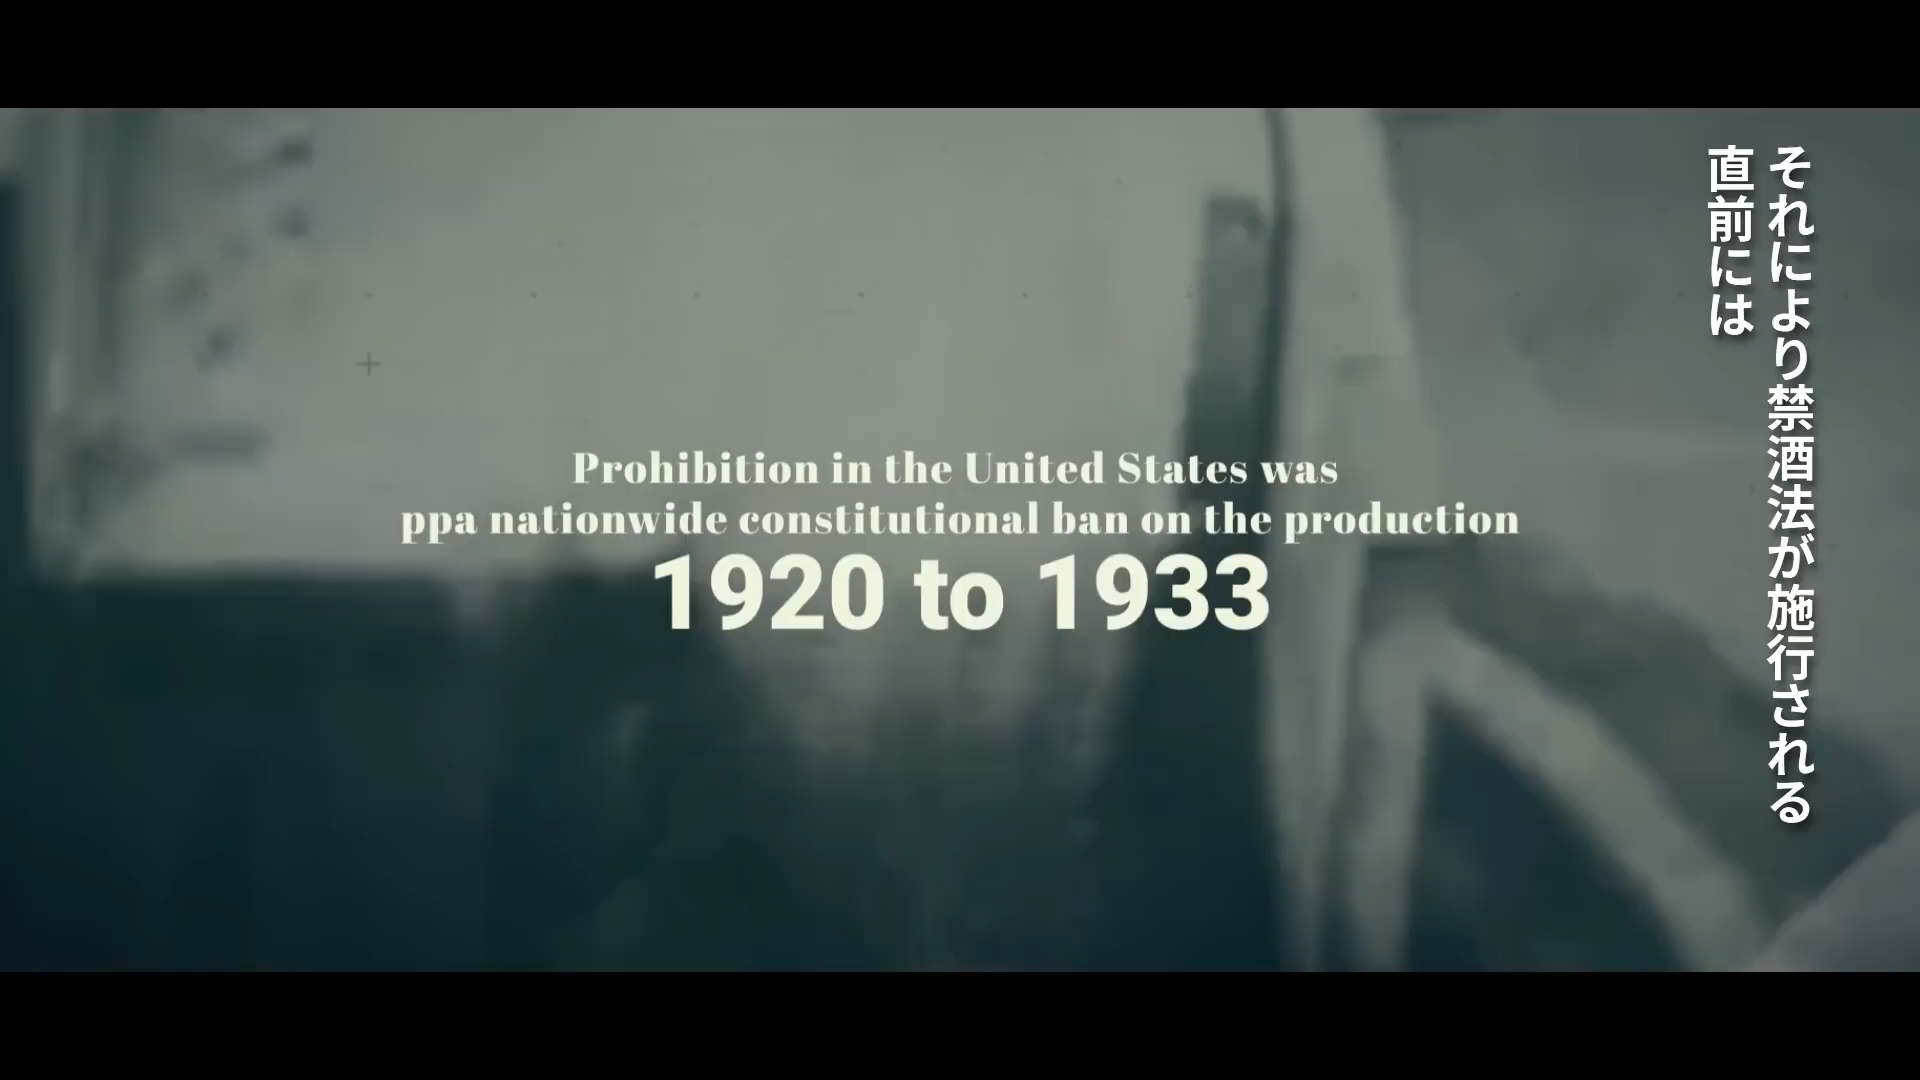 Prohibition in the United States was
ppa nationwide constitutional ban on the production
1920 to 1933
それにより禁酒法が施行される
直前には